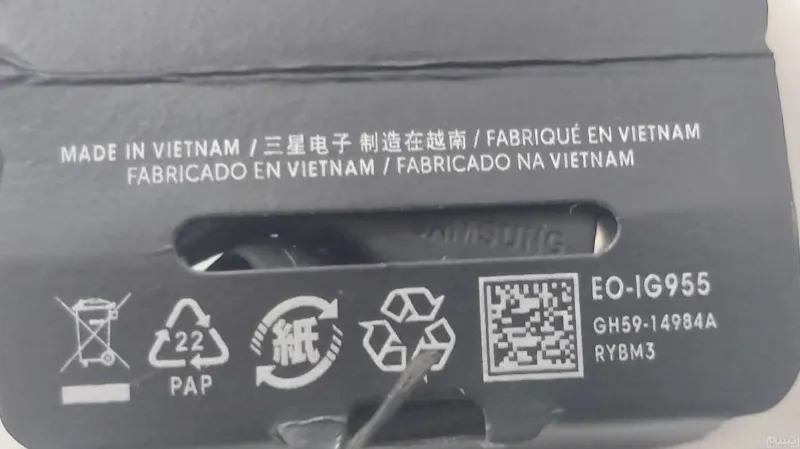 MADE IN VIETNAM / 三星电子 制造在越南 / FABRIQUÉ EN VIETNAM
FABRICADO EN VIETNAM / FABRICADO NA VIETNAM
SAMSUNG
EO-IG955
GH59-14984A
RYBM3
22
PAP
紙